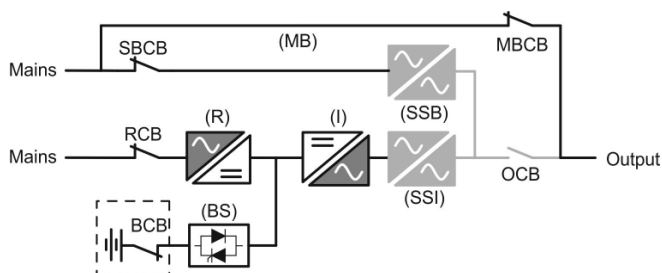 SBCB
(MB)
MBCB
Mains
(SSB)
RCB
(R)
(I)
Mains
Output
OCB
(SSI)
BCB
(BS)